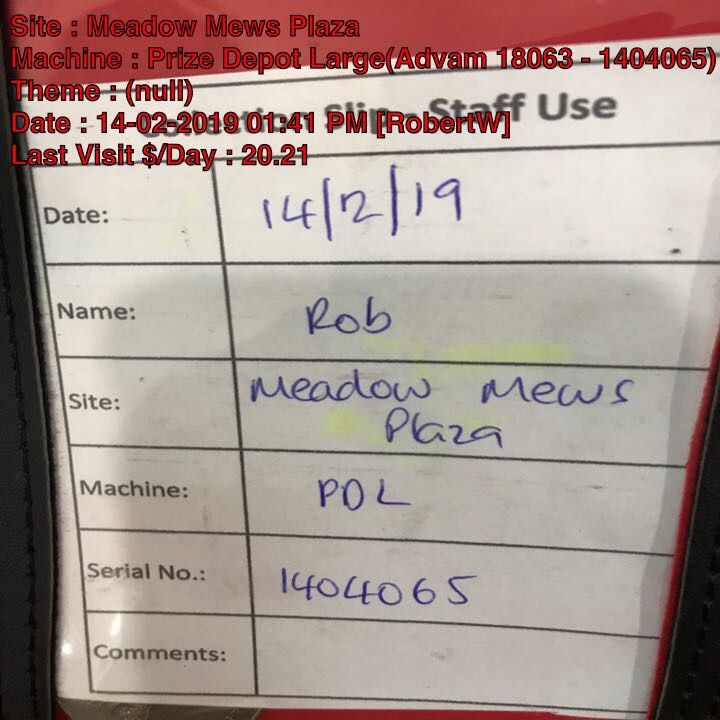 Site : Meadow Mews Plaza
Machine : Prize Depot Large(Advam 18063 - 1404065)
Theme : (null)
Collection Slip - Staff Use
Date : 14-02-2019 01:41 PM [RobertW]
Last Visit $/Day : 20.21
Date: 14/2/19
Name: Rob
Site: Meadow Mews
Plaza
Machine: PDL
Serial No.: 1404065
Comments: